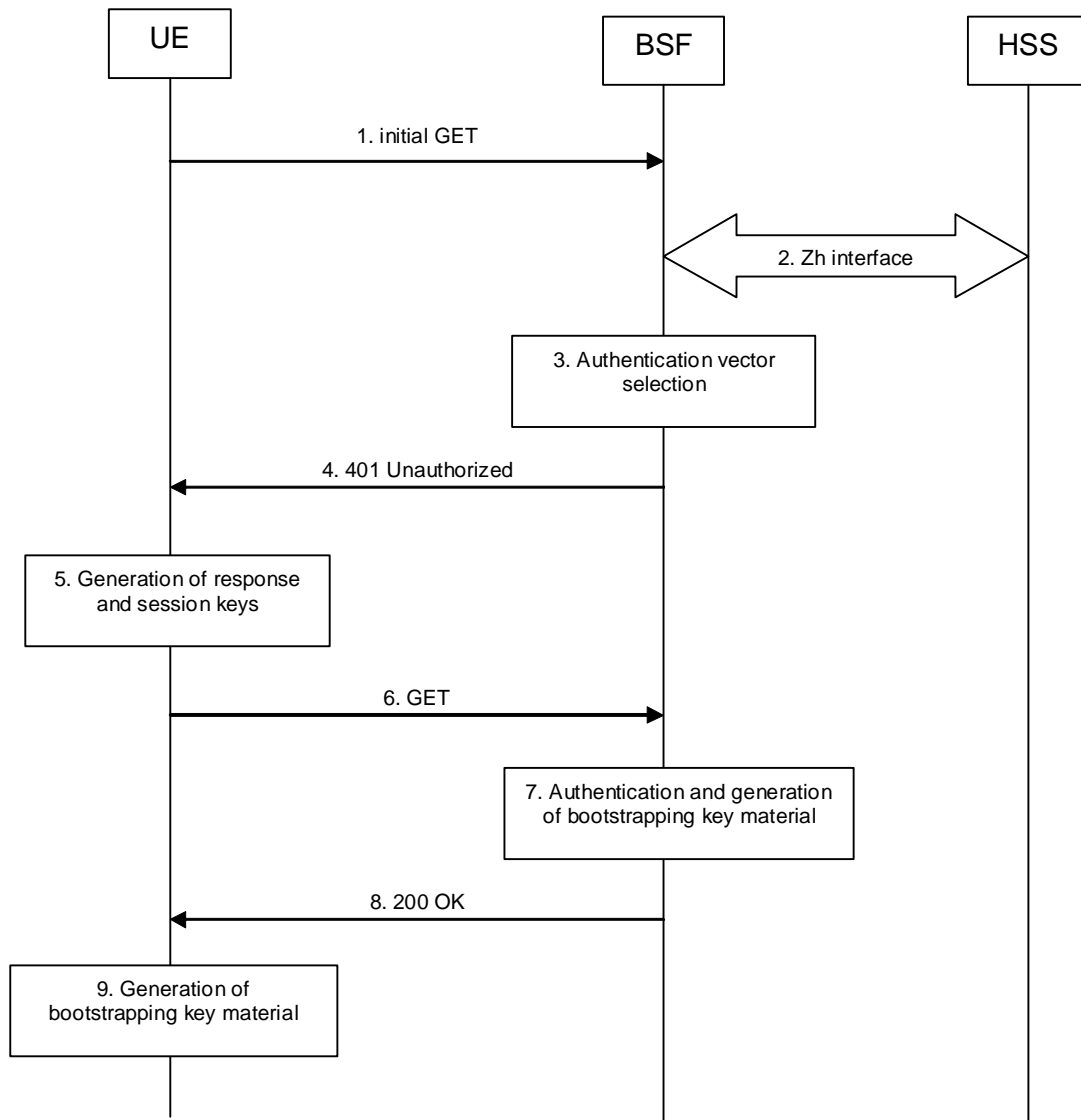 UE
BSF
HSS
1. initial GET
2. Zh interface
3. Authentication vector
selection
4. 401 Unauthorized
5. Generation of response
and session keys
6. GET
7. Authentication and generation
of bootstrapping key material
8. 200 OK
9. Generation of
bootstrapping key material